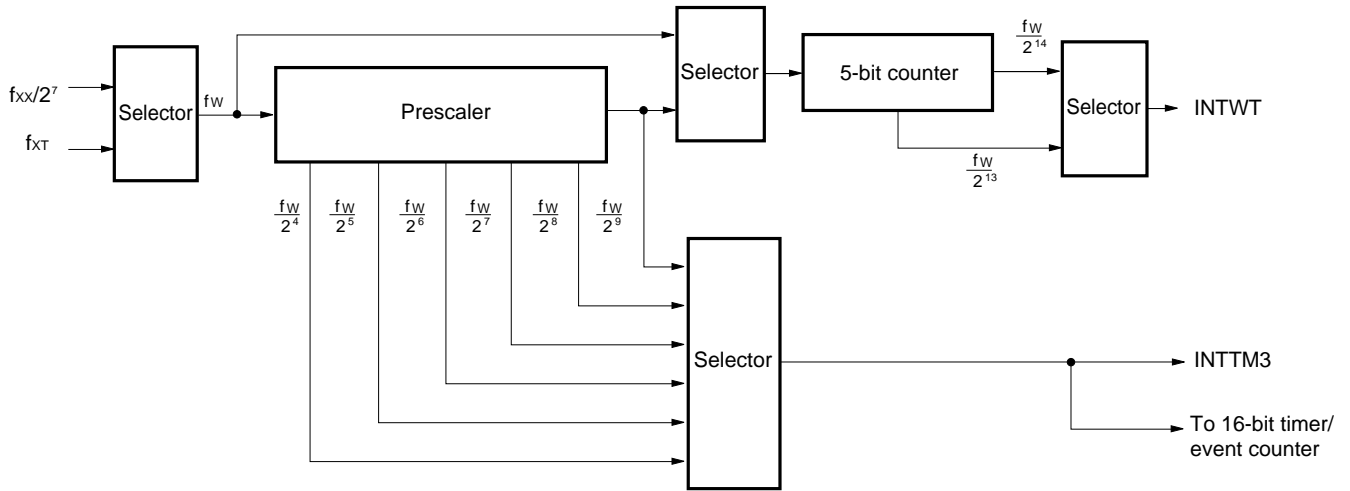 fXX/2⁷
fXT
Selector
fW
Prescaler
Selector
5-bit counter
fW
2¹⁴
fW
2¹³
Selector
INTWT
fW
2⁴
fW
2⁵
fW
2⁶
fW
2⁷
fW
2⁸
fW
2⁹
Selector
INTTM3
To 16-bit timer/
event counter